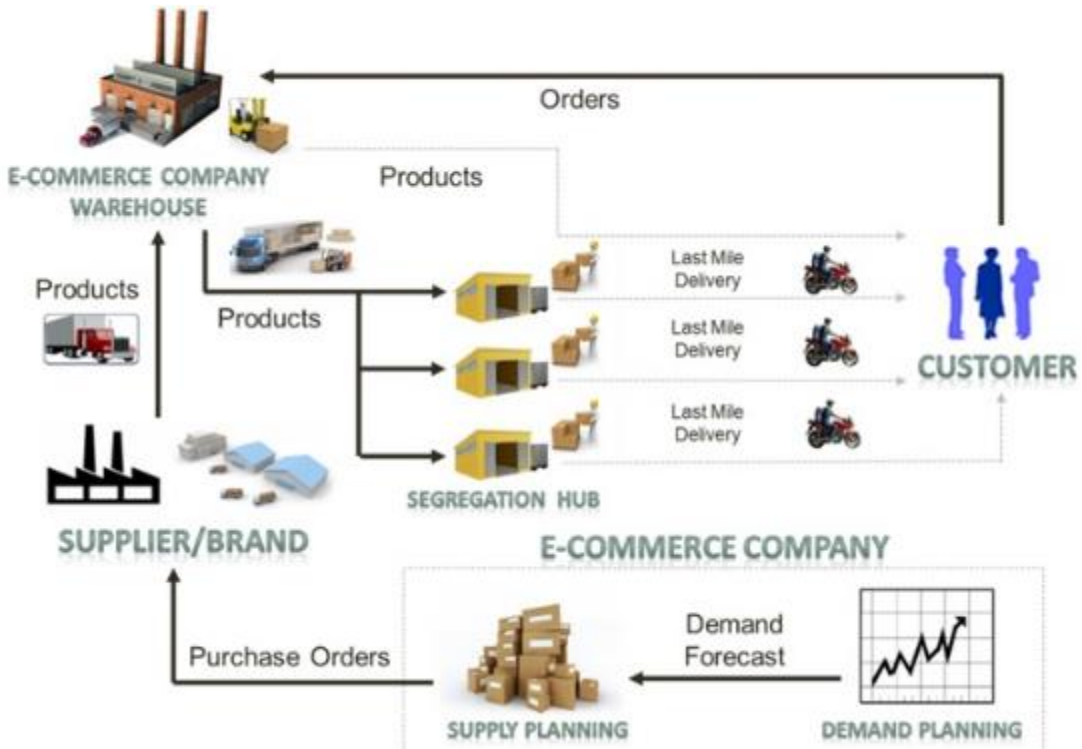 Orders
E-COMMERCE COMPANY
WAREHOUSE
Products
Products
Products
Last Mile
Delivery
Last Mile
Delivery
Last Mile
Delivery
CUSTOMER
SEGREGATION HUB
SUPPLIER/BRAND
E-COMMERCE COMPANY
Purchase Orders
Demand
Forecast
SUPPLY PLANNING
DEMAND PLANNING